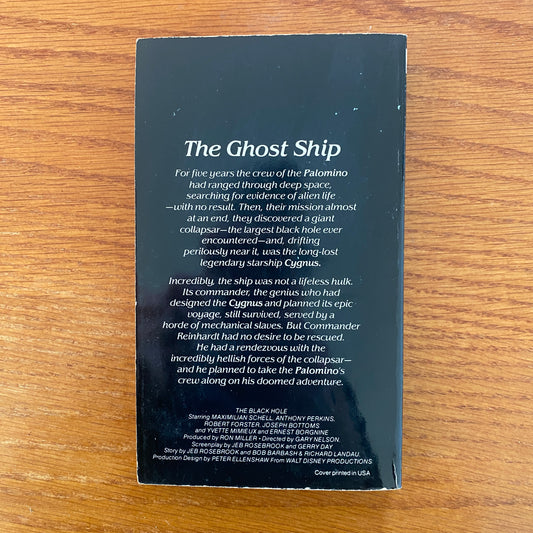 The Ghost Ship
For five years the crew of the Palomino
had ranged through deep space,
searching for evidence of alien life
—with no result. Then, their mission almost
at an end, they discovered a giant
collapsar—the largest black hole ever
encountered—and, drifting
perilously near it, was the long-lost
legendary starship Cygnus.
Incredibly, the ship was not a lifeless hulk.
Its commander, the genius who had
designed the Cygnus and planned its epic
voyage, still survived, served by a
horde of mechanical slaves. But Commander
Reinhardt had no desire to be rescued.
He had a rendezvous with the
incredibly hellish forces of the collapsar—
and he planned to take the Palomino's
crew along on his doomed adventure.
THE BLACK HOLE
Starring MAXIMILIAN SCHELL, ANTHONY PERKINS,
ROBERT FORSTER, JOSEPH BOTTOMS
and YVETTE MIMIEUX and ERNEST BORGNINE
Produced by RON MILLER • Directed by GARY NELSON.
Screenplay by JEB ROSEBROOK and GERRY DAY
Story by JEB ROSEBROOK and BOB BARBASH & RICHARD LANDAU.
Production Design by PETER ELLENSHAW From WALT DISNEY PRODUCTIONS
Cover printed in USA